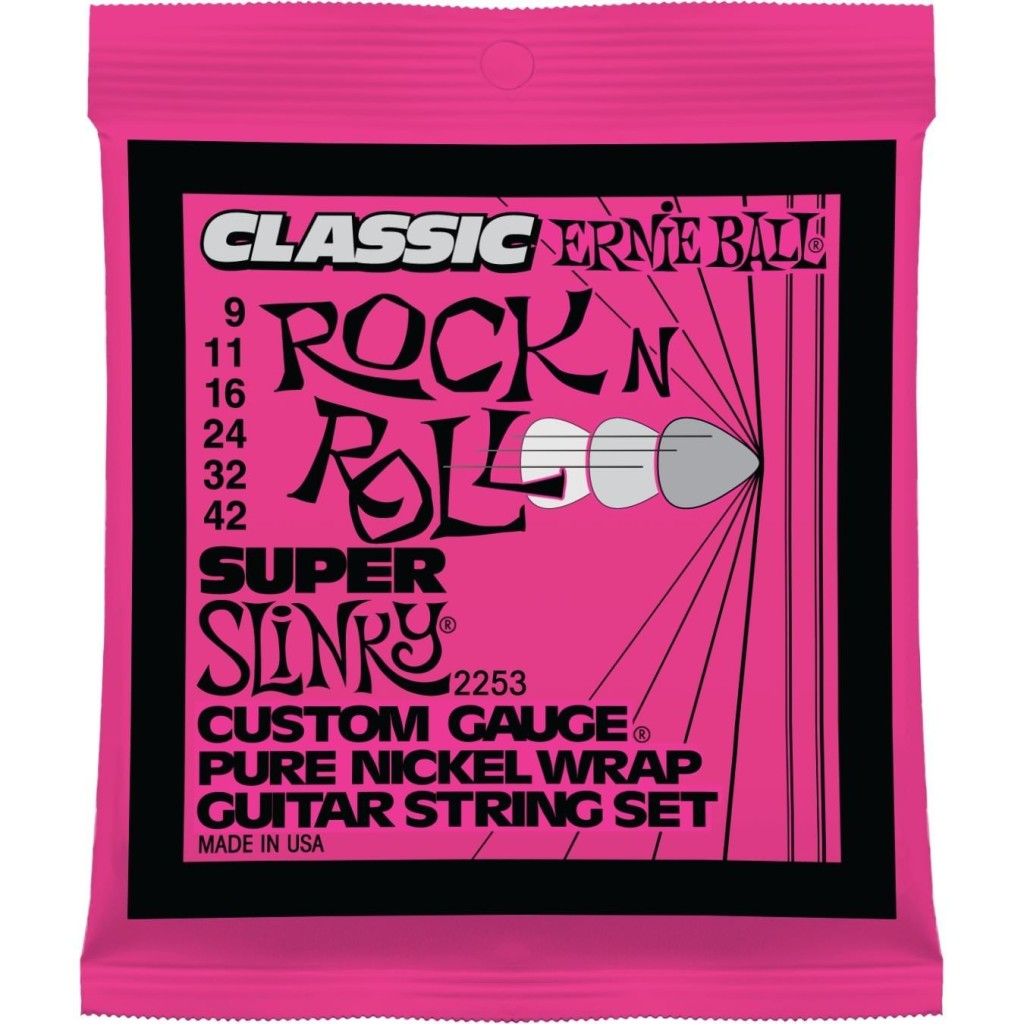 CLASSIC ERNIE BALL®
9
11
16
24
32
42
ROCK N
ROLL
SUPER
SLINKY®
2253
CUSTOM GAUGE®
PURE NICKEL WRAP
GUITAR STRING SET
MADE IN USA